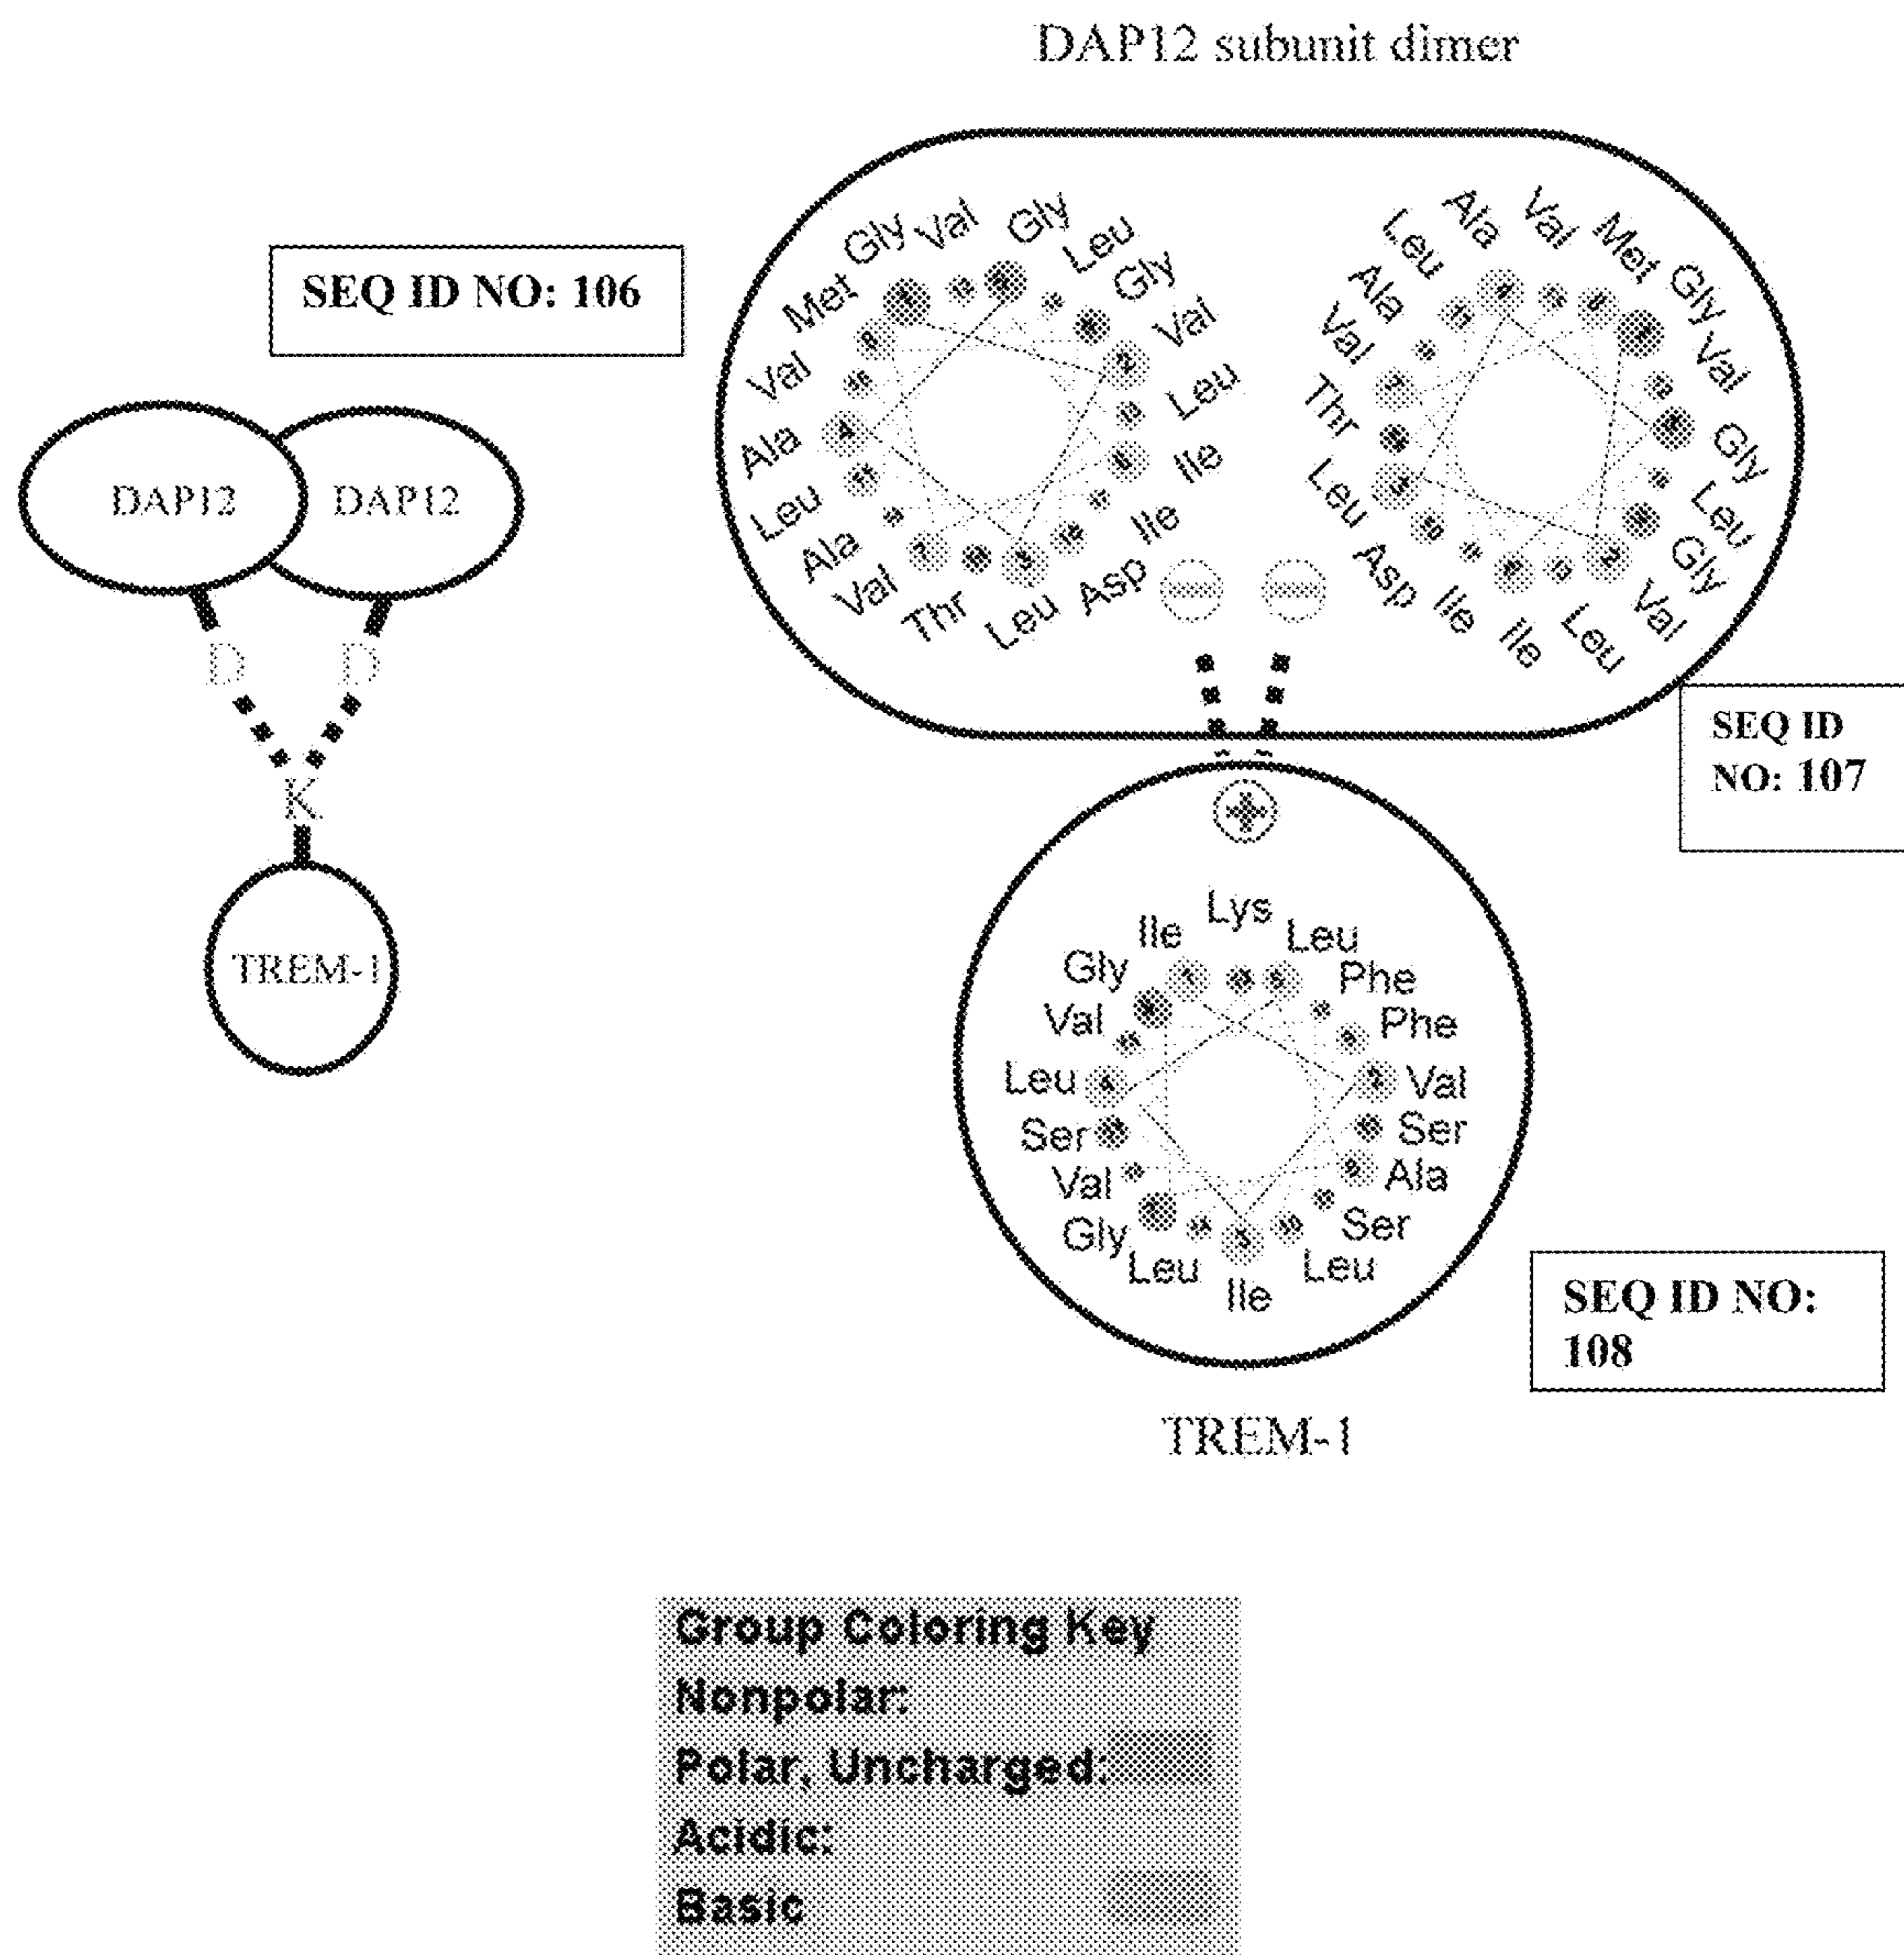 DAP12 subunit dimer
SEQ ID NO: 106
Gly
Val
Gly
Leu
Gly
Val
Leu
Ile
Ile
Asp
Leu
Thr
Val
Ala
Leu
Ala
Val
Met
Leu
Ala
Val
Met
Gly
Val
Gly
Leu
Gly
Val
Leu
Ile
Ile
Asp
Leu
Thr
Val
Ala
DAP12
DAP12
D
D
K
TREM-1
SEQ ID
NO: 107
Lys
Leu
Phe
Phe
Val
Ser
Ala
Ser
Leu
Ile
Leu
Gly
Val
Ser
Leu
Val
Gly
Ile
SEQ ID NO:
108
TREM-1
Group Coloring Key
Nonpolar:
Polar, Uncharged:
Acidic:
Basic